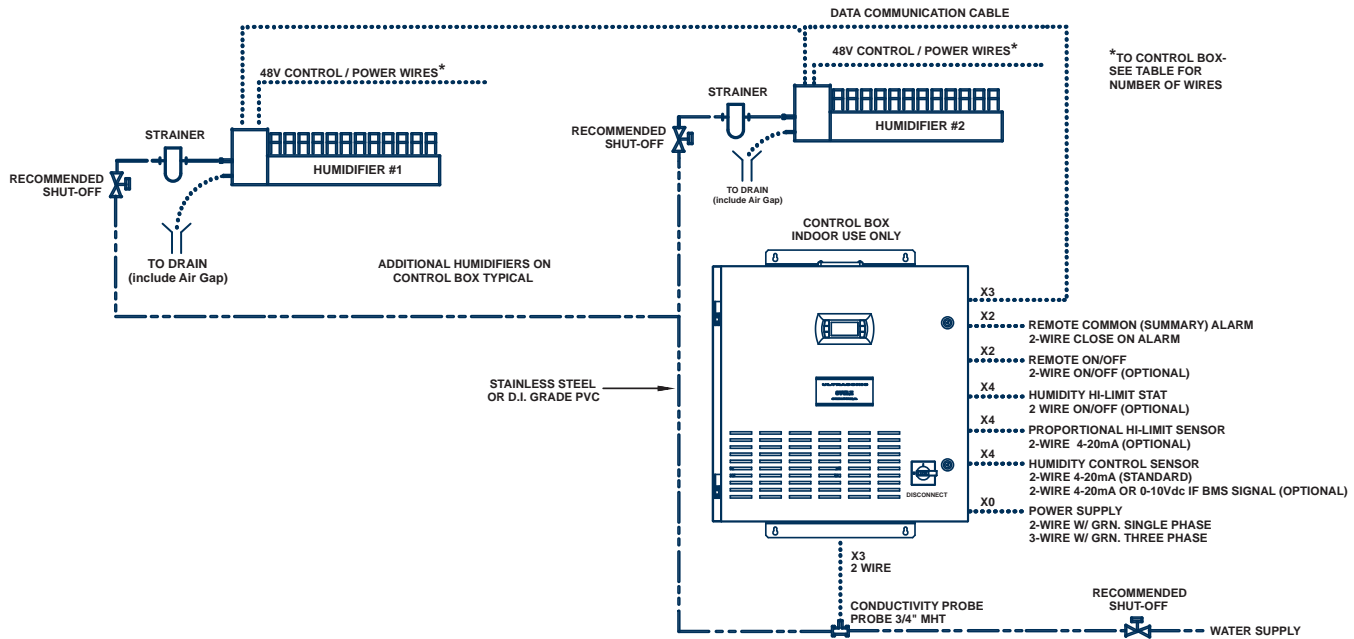 DATA COMMUNICATION CABLE
48V CONTROL / POWER WIRES*
48V CONTROL / POWER WIRES*
*TO CONTROL BOX-
SEE TABLE FOR
NUMBER OF WIRES
STRAINER
STRAINER
RECOMMENDED
SHUT-OFF
HUMIDIFIER #1
RECOMMENDED
SHUT-OFF
HUMIDIFIER #2
TO DRAIN
(include Air Gap)
TO DRAIN
(include Air Gap)
ADDITIONAL HUMIDIFIERS ON
CONTROL BOX TYPICAL
CONTROL BOX
INDOOR USE ONLY
STAINLESS STEEL
OR D.I. GRADE PVC
DISCONNECT
X3
X2
REMOTE COMMON (SUMMARY) ALARM
2-WIRE CLOSE ON ALARM
X2
REMOTE ON/OFF
2-WIRE ON/OFF (OPTIONAL)
X4
HUMIDITY HI-LIMIT STAT
2 WIRE ON/OFF (OPTIONAL)
X4
PROPORTIONAL HI-LIMIT SENSOR
2-WIRE 4-20mA (OPTIONAL)
X4
HUMIDITY CONTROL SENSOR
2-WIRE 4-20mA (STANDARD)
2-WIRE 4-20mA OR 0-10Vdc IF BMS SIGNAL (OPTIONAL)
X0
POWER SUPPLY
2-WIRE W/ GRN. SINGLE PHASE
3-WIRE W/ GRN. THREE PHASE
X3
2 WIRE
CONDUCTIVITY PROBE
PROBE 3/4" MHT
RECOMMENDED
SHUT-OFF
WATER SUPPLY